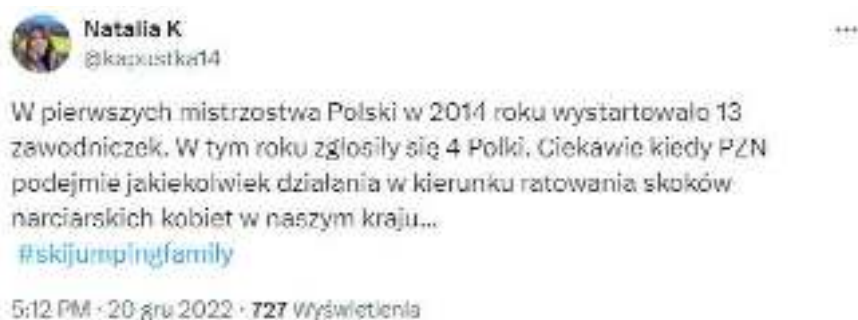 Natalia K
@kapustka14
W pierwszych mistrzostwa Polski w 2014 roku wystartowało 13
zawodniczek. W tym roku zgłosiły się 4 Polki. Ciekawie kiedy PZN
podejmie jakiekolwiek działania w kierunku ratowania skoków
narciarskich kobiet w naszym kraju...
#skijumpingfamily
5:12 PM · 20 gru 2022 · 727 Wyświetlenia